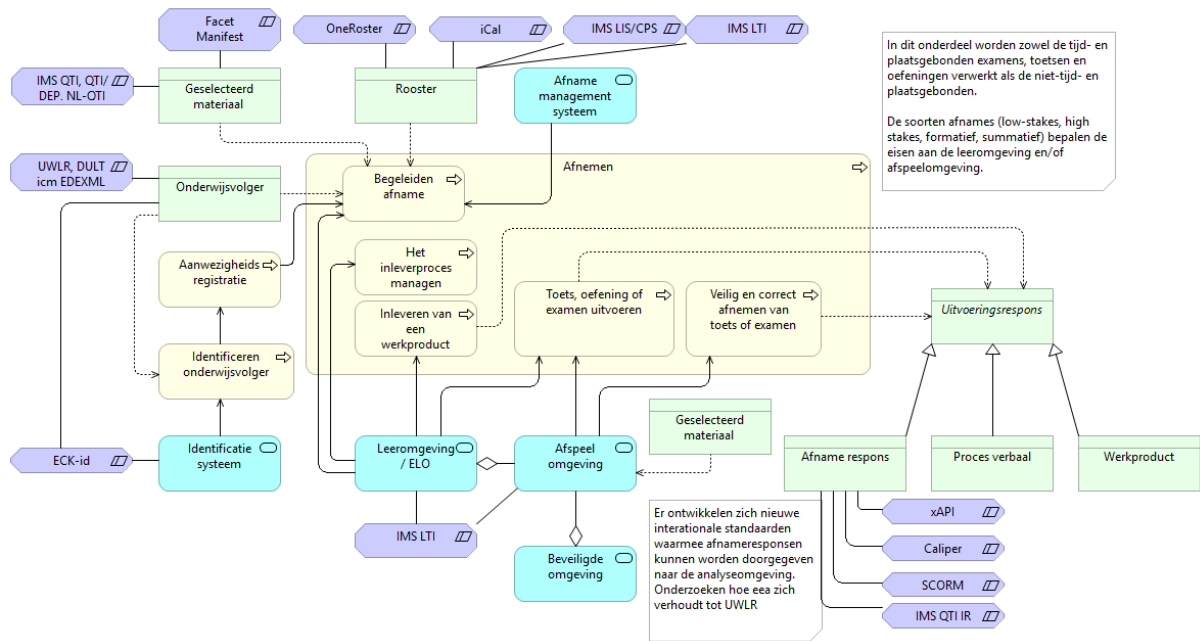 Facet
Manifest
OneRoster
iCal
IMS LIS/CPS
IMS LTI
IMS QTI, QTI/
DEP. NL-QTI
Geselecteerd
materiaal
Rooster
Afname
management
systeem
In dit onderdeel worden zowel de tijd- en
plaatsgebonden examens, toetsen en
oefeningen verwerkt als de niet-tijd- en
plaatsgebonden.
De soorten afnames (low-stakes, high
stakes, formatief, summatief) bepalen de
eisen aan de leeromgeving en/of
afspeelomgeving.
UWLR, DULT
icm EDEXML
Onderwijsvolger
Afnemen
Begeleiden
afname
Aanwezigheids
registratie
Het
inleverproces
managen
Inleveren van
een
werkproduct
Toets, oefening of
examen uitvoeren
Veilig en correct
afnemen van
toets of examen
Uitvoeringsrespons
Identificeren
onderwijsvolger
ECK-id
Identificatie
systeem
Leeromgeving
/ ELO
Afspeel
omgeving
Geselecteerd
materiaal
Afname respons
Proces verbaal
Werkproduct
IMS LTI
Beveiligde
omgeving
Er ontwikkelen zich nieuwe
interationale standaarden
waarmee afnameresponsen
kunnen worden doorgegeven
naar de analyseomgeving.
Onderzoeken hoe eea zich
verhoudt tot UWLR
xAPI
Caliper
SCORM
IMS QTI IR